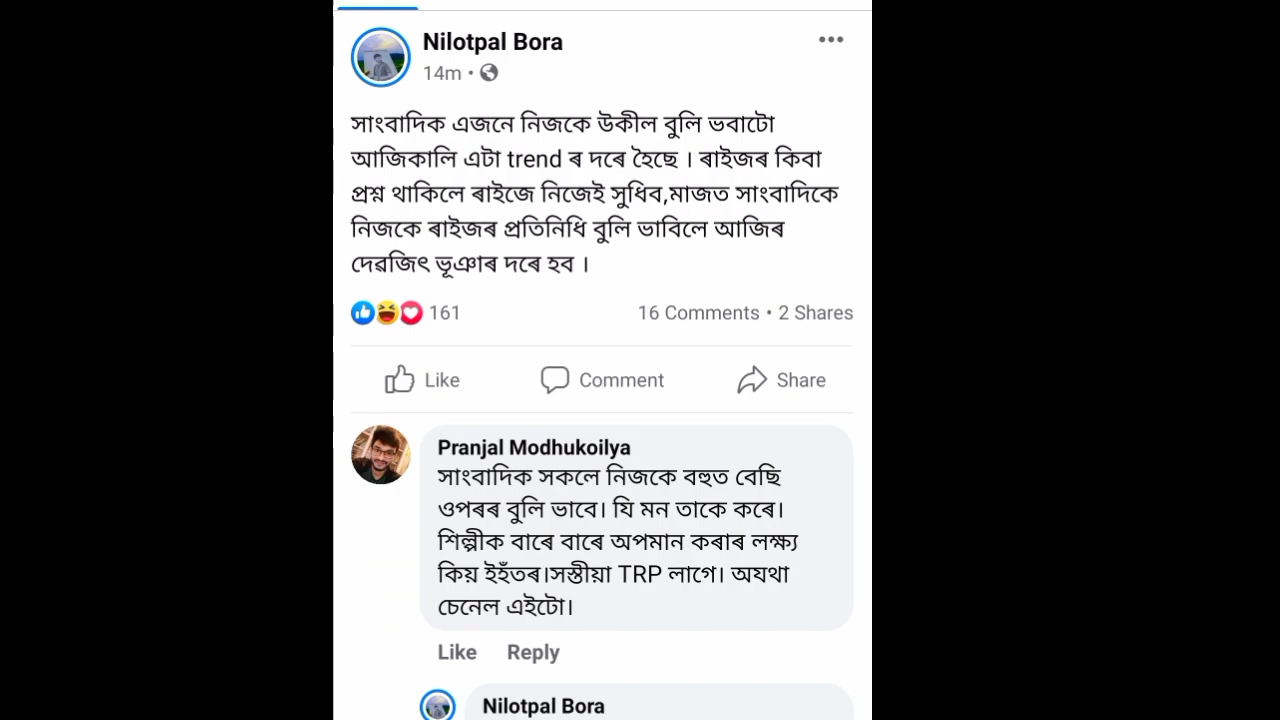 Nilotpal Bora
14m •
সাংবাদিক এজনে নিজকে উকীল বুলি ভবাটো
আজিকালি এটা trend ৰ দৰে হৈছে । ৰাইজৰ কিবা
প্ৰশ্ন থাকিলে ৰাইজে নিজেই সুধিব,মাজত সাংবাদিকে
নিজকে ৰাইজৰ প্ৰতিনিধি বুলি ভাবিলে আজিৰ
দেৱজিৎ ভূঞাৰ দৰে হব ।
161 16 Comments • 2 Shares
Like Comment Share
Pranjal Modhukoilya
সাংবাদিক সকলে নিজকে বহুত বেছি
ওপৰৰ বুলি ভাবে। যি মন তাকে কৰে।
শিল্পীক বাৰে বাৰে অপমান কৰাৰ লক্ষ্য
কিয় ইহঁতৰ।সস্তীয়া TRP লাগে। অযথা
চেনেল এইটো।
Like Reply
Nilotpal Bora